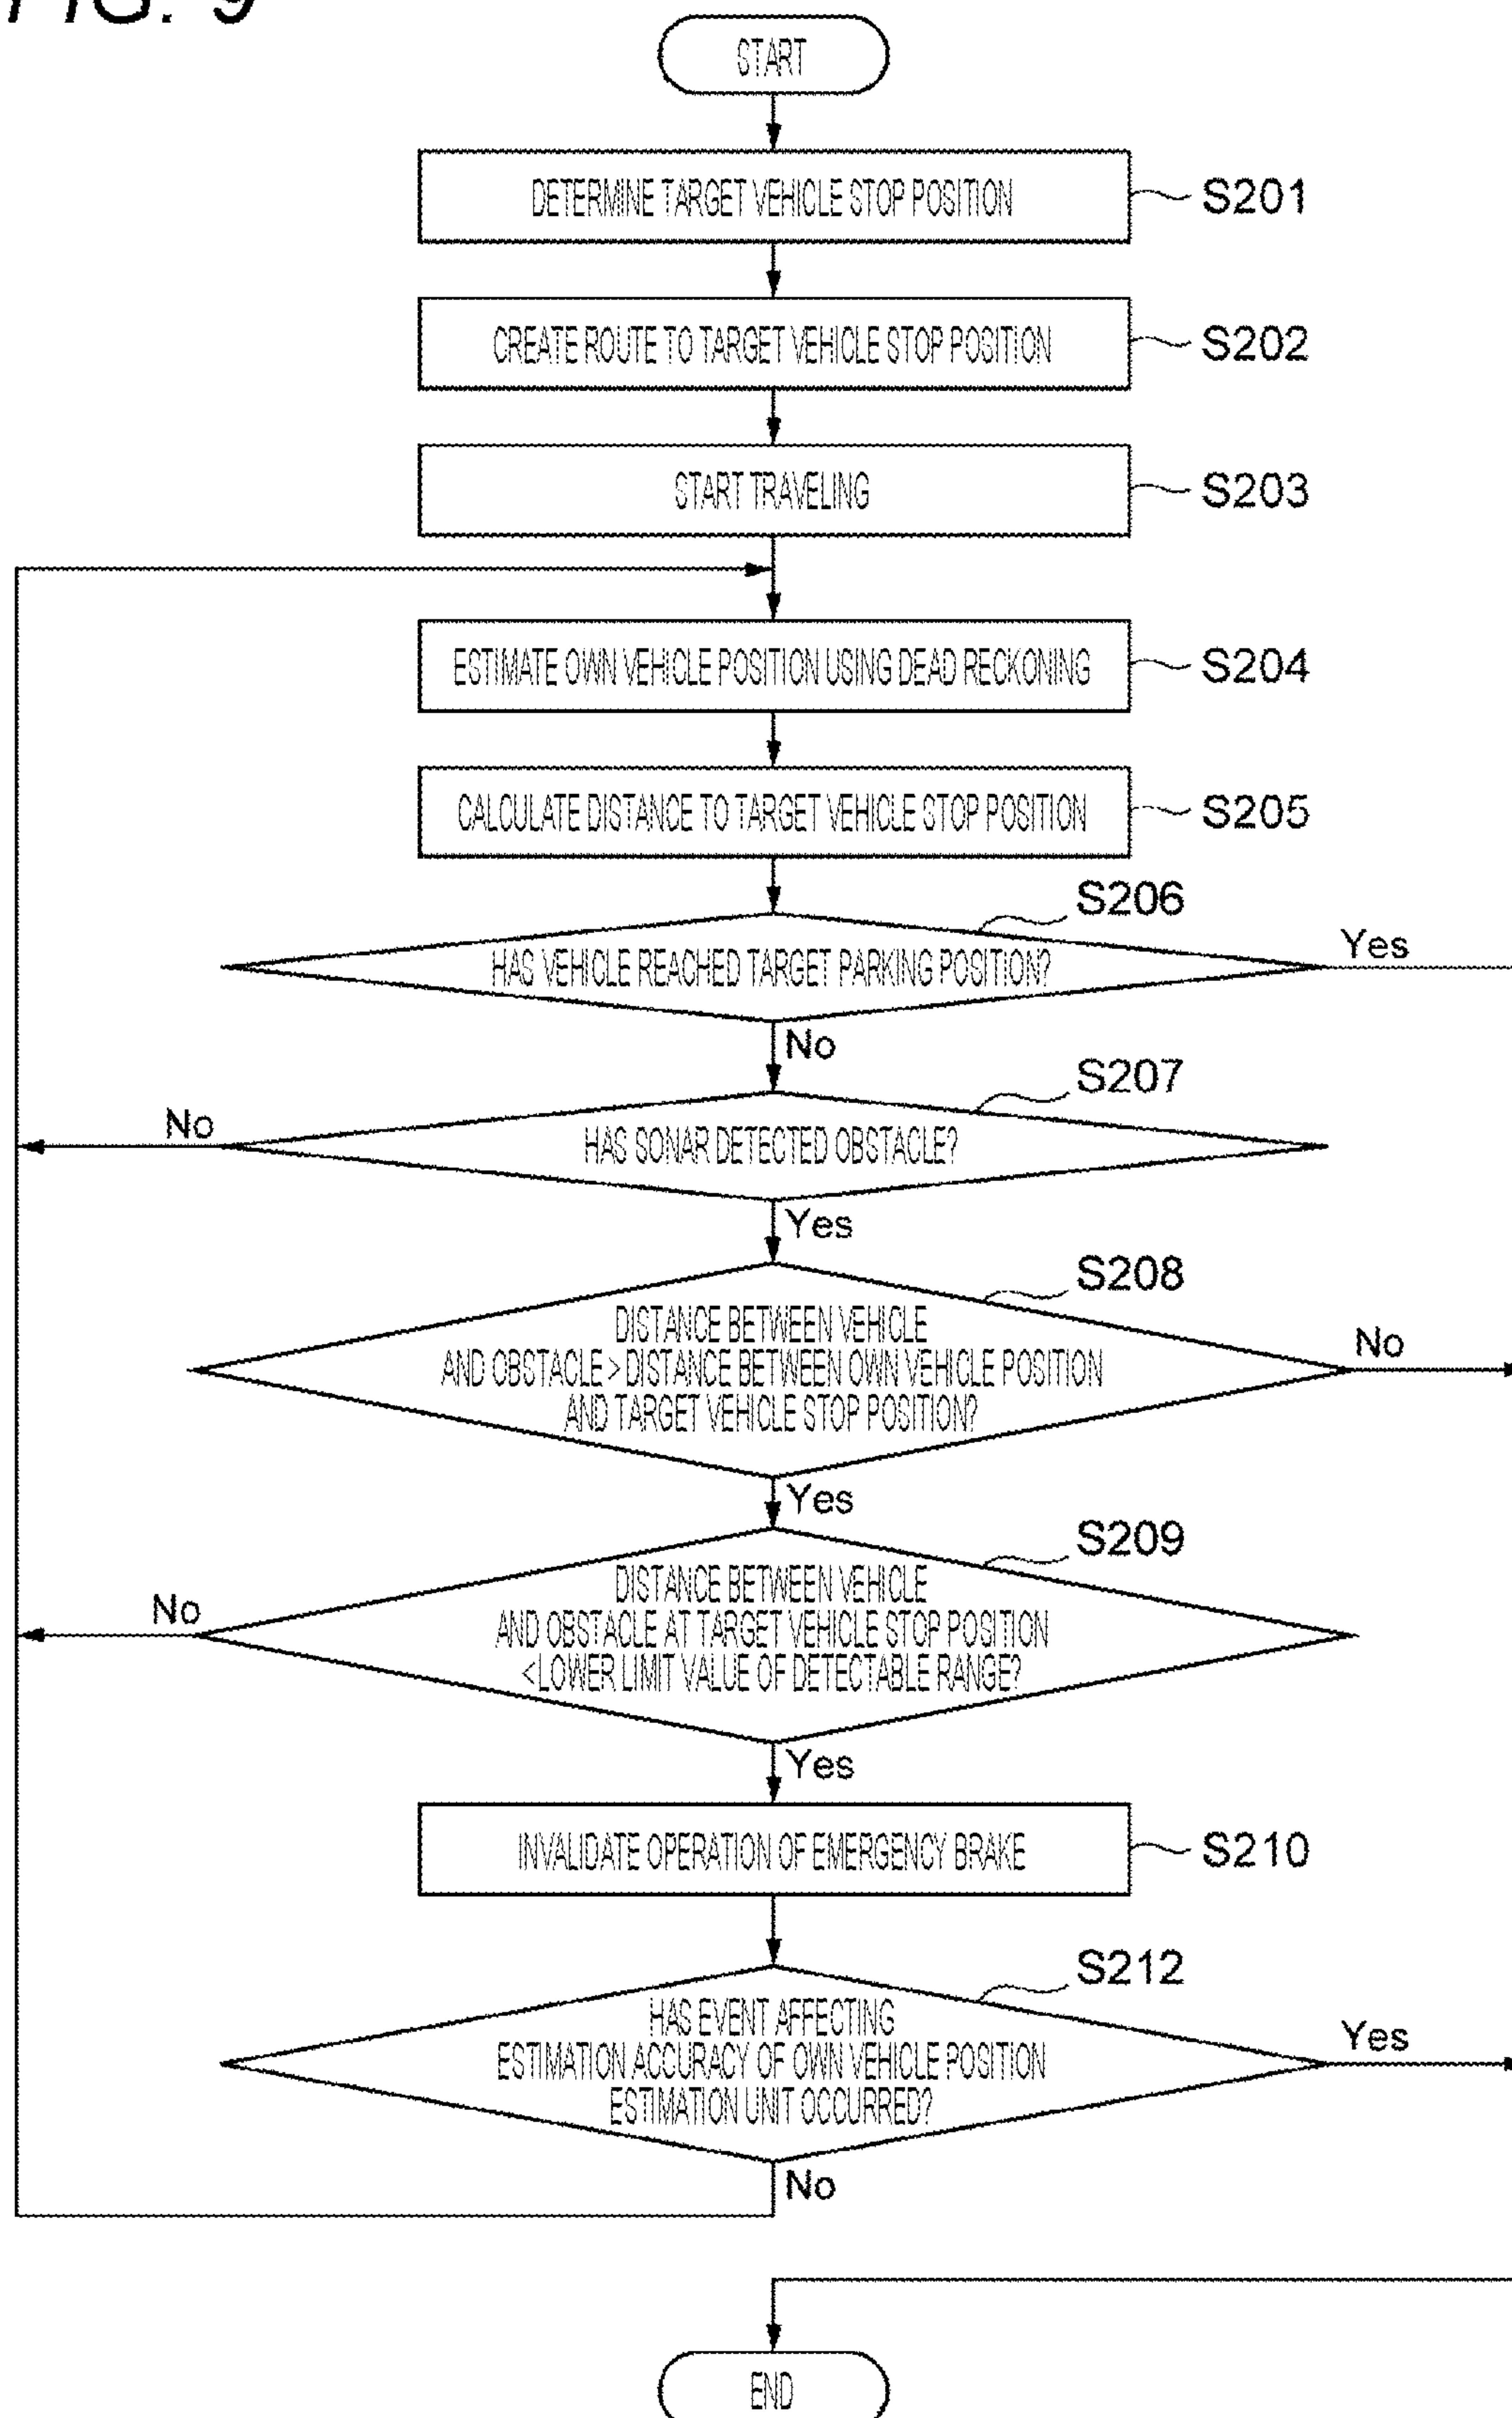 FIG. 9
START
DETERMINE TARGET VEHICLE STOP POSITION
S201
CREATE ROUTE TO TARGET VEHICLE STOP POSITION
S202
START TRAVELING
S203
ESTIMATE OWN VEHICLE POSITION USING DEAD RECKONING
S204
CALCULATE DISTANCE TO TARGET VEHICLE STOP POSITION
S205
S206
HAS VEHICLE REACHED TARGET PARKING POSITION?
Yes
No
S207
HAS SONAR DETECTED OBSTACLE?
No
Yes
S208
DISTANCE BETWEEN VEHICLE
AND OBSTACLE > DISTANCE BETWEEN OWN VEHICLE POSITION
AND TARGET VEHICLE STOP POSITION?
No
Yes
S209
DISTANCE BETWEEN VEHICLE
AND OBSTACLE AT TARGET VEHICLE STOP POSITION
<LOWER LIMIT VALUE OF DETECTABLE RANGE?
No
Yes
INVALIDATE OPERATION OF EMERGENCY BRAKE
S210
S212
HAS EVENT AFFECTING
ESTIMATION ACCURACY OF OWN VEHICLE POSITION
ESTIMATION UNIT OCCURRED?
Yes
No
END